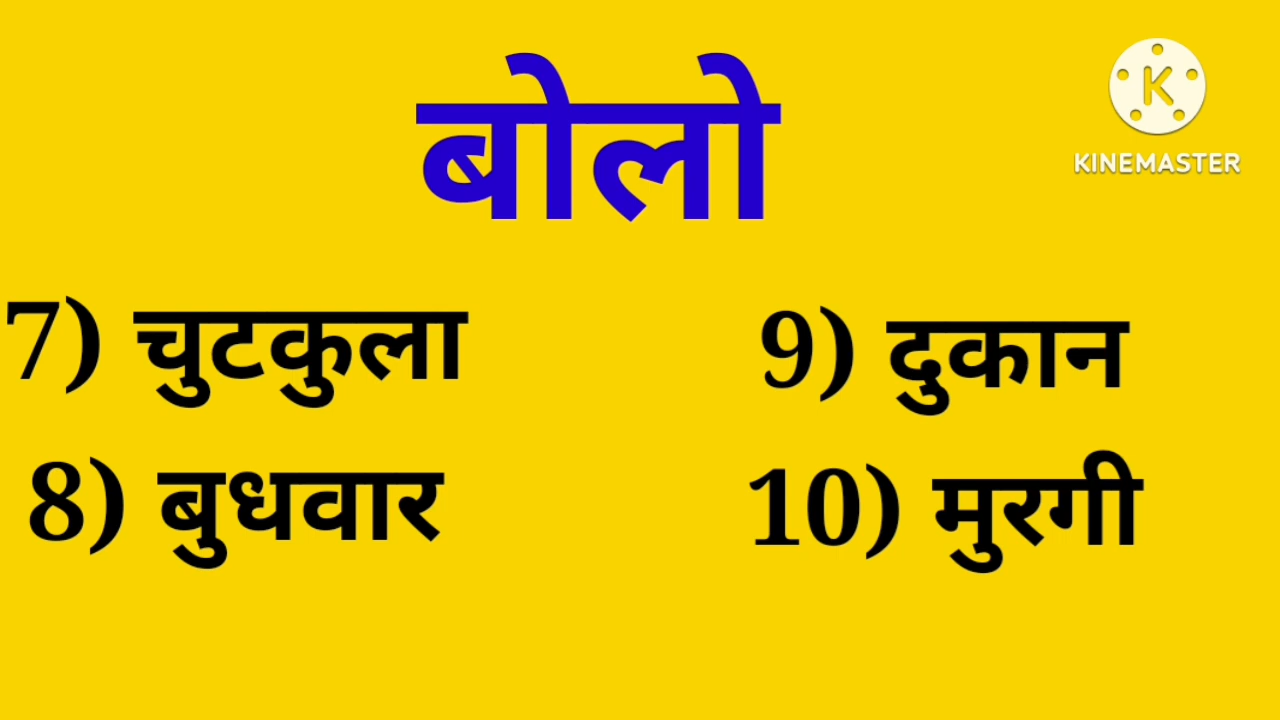 बोलो
K
KINEMASTER
7) चुटकुला
9) दुकान
8) बुधवार
10) मुरगी